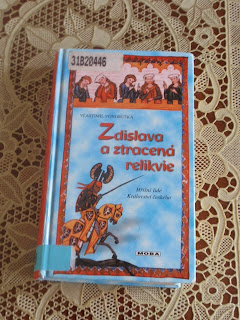 31B20446
VLASTIMIL VONDRUŠKA
Zdislava
a ztracená
relikvie
Hříšní lidé
Království českého
MOBA